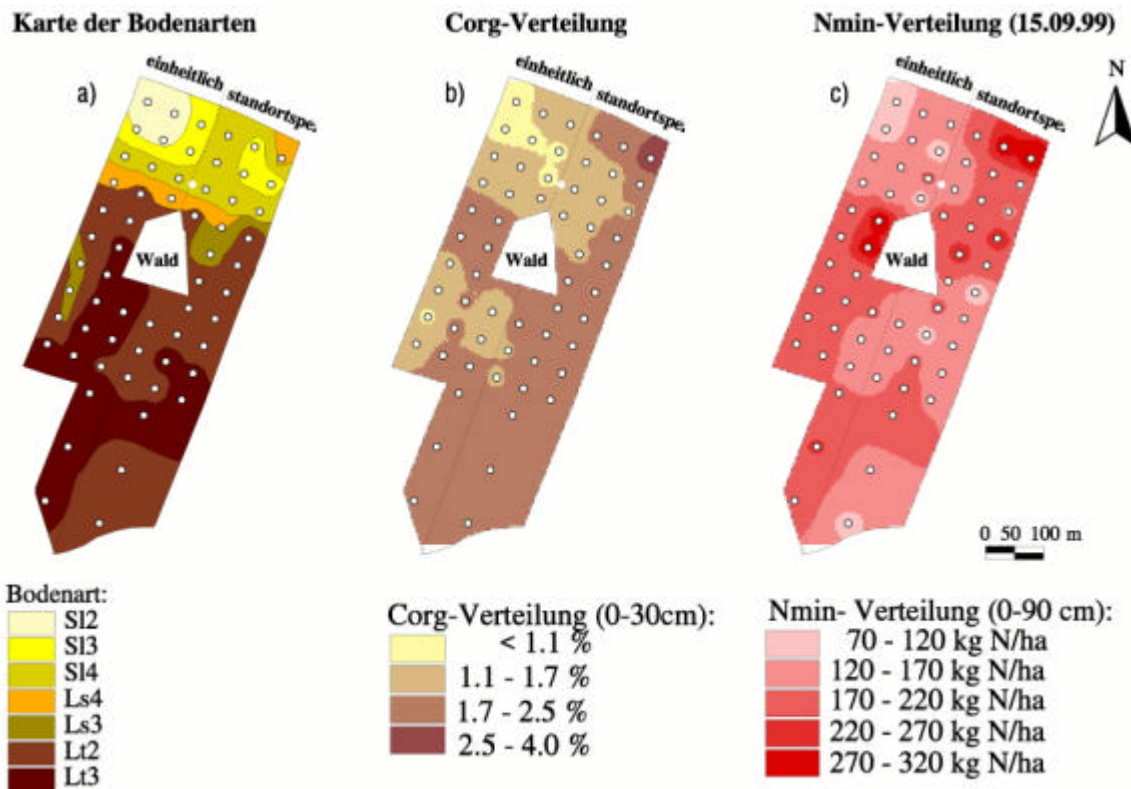 Karte der Bodenarten
Corg-Verteilung
Nmin-Verteilung (15.09.99)
a)
einheitlich standortspe.
Wald
b)
einheitlich standortspe.
Wald
c)
einheitlich standortspe.
Wald
N
0 50 100 m
Bodenart:
Sl2
Sl3
Sl4
Ls4
Ls3
Lt2
Lt3
Corg-Verteilung (0-30cm):
< 1.1 %
1.1 - 1.7 %
1.7 - 2.5 %
2.5 - 4.0 %
Nmin- Verteilung (0-90 cm):
70 - 120 kg N/ha
120 - 170 kg N/ha
170 - 220 kg N/ha
220 - 270 kg N/ha
270 - 320 kg N/ha